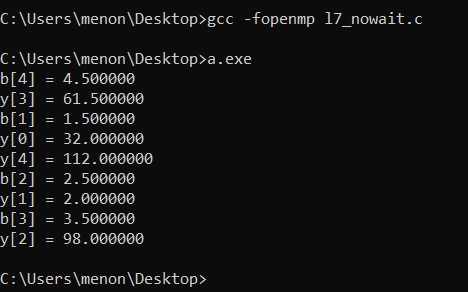 C:\Users\menon\Desktop>gcc -fopenmp l7_nowait.c
C:\Users\menon\Desktop>a.exe
b[4] = 4.500000
y[3] = 61.500000
b[1] = 1.500000
y[0] = 32.000000
y[4] = 112.000000
b[2] = 2.500000
y[1] = 2.000000
b[3] = 3.500000
y[2] = 98.000000
C:\Users\menon\Desktop>